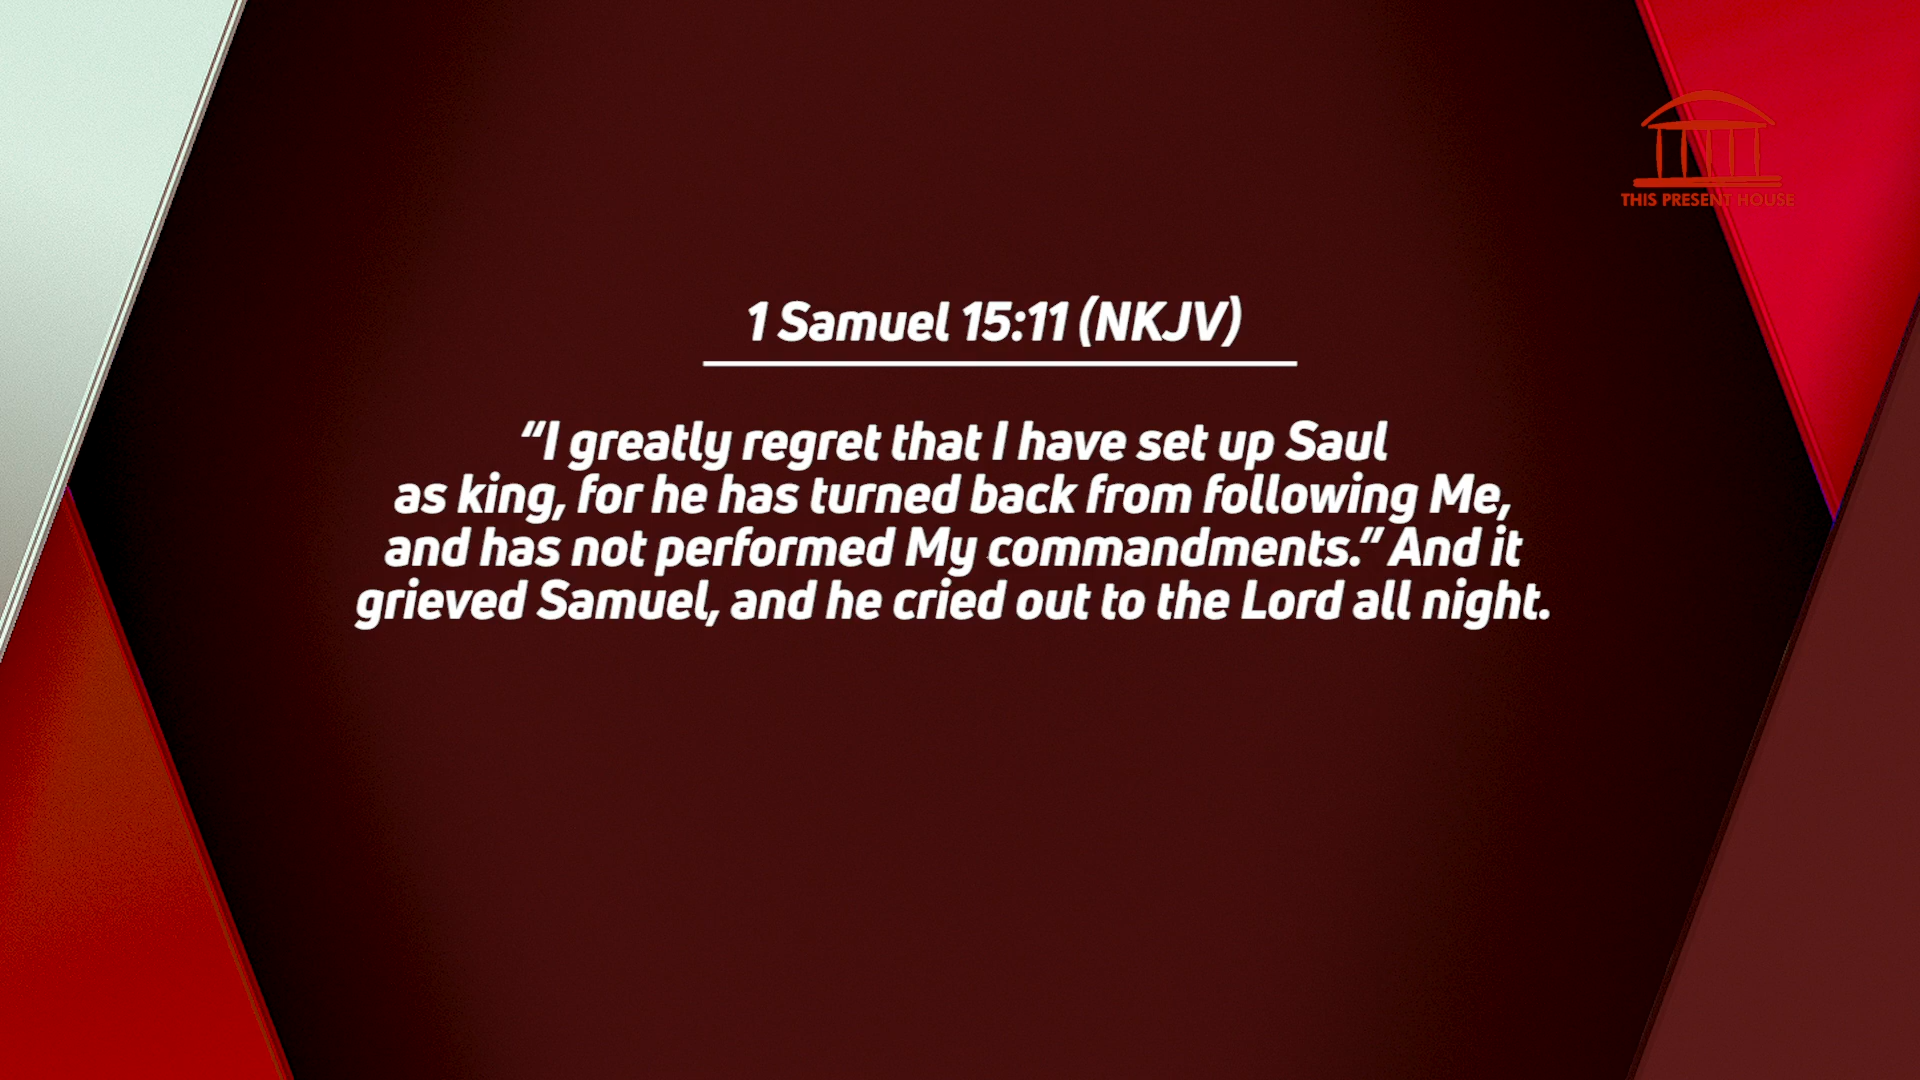 THIS PRESENT HOUSE
1 Samuel 15:11 (NKJV)
“I greatly regret that I have set up Saul
as king, for he has turned back from following Me,
and has not performed My commandments.” And it
grieved Samuel, and he cried out to the Lord all night.